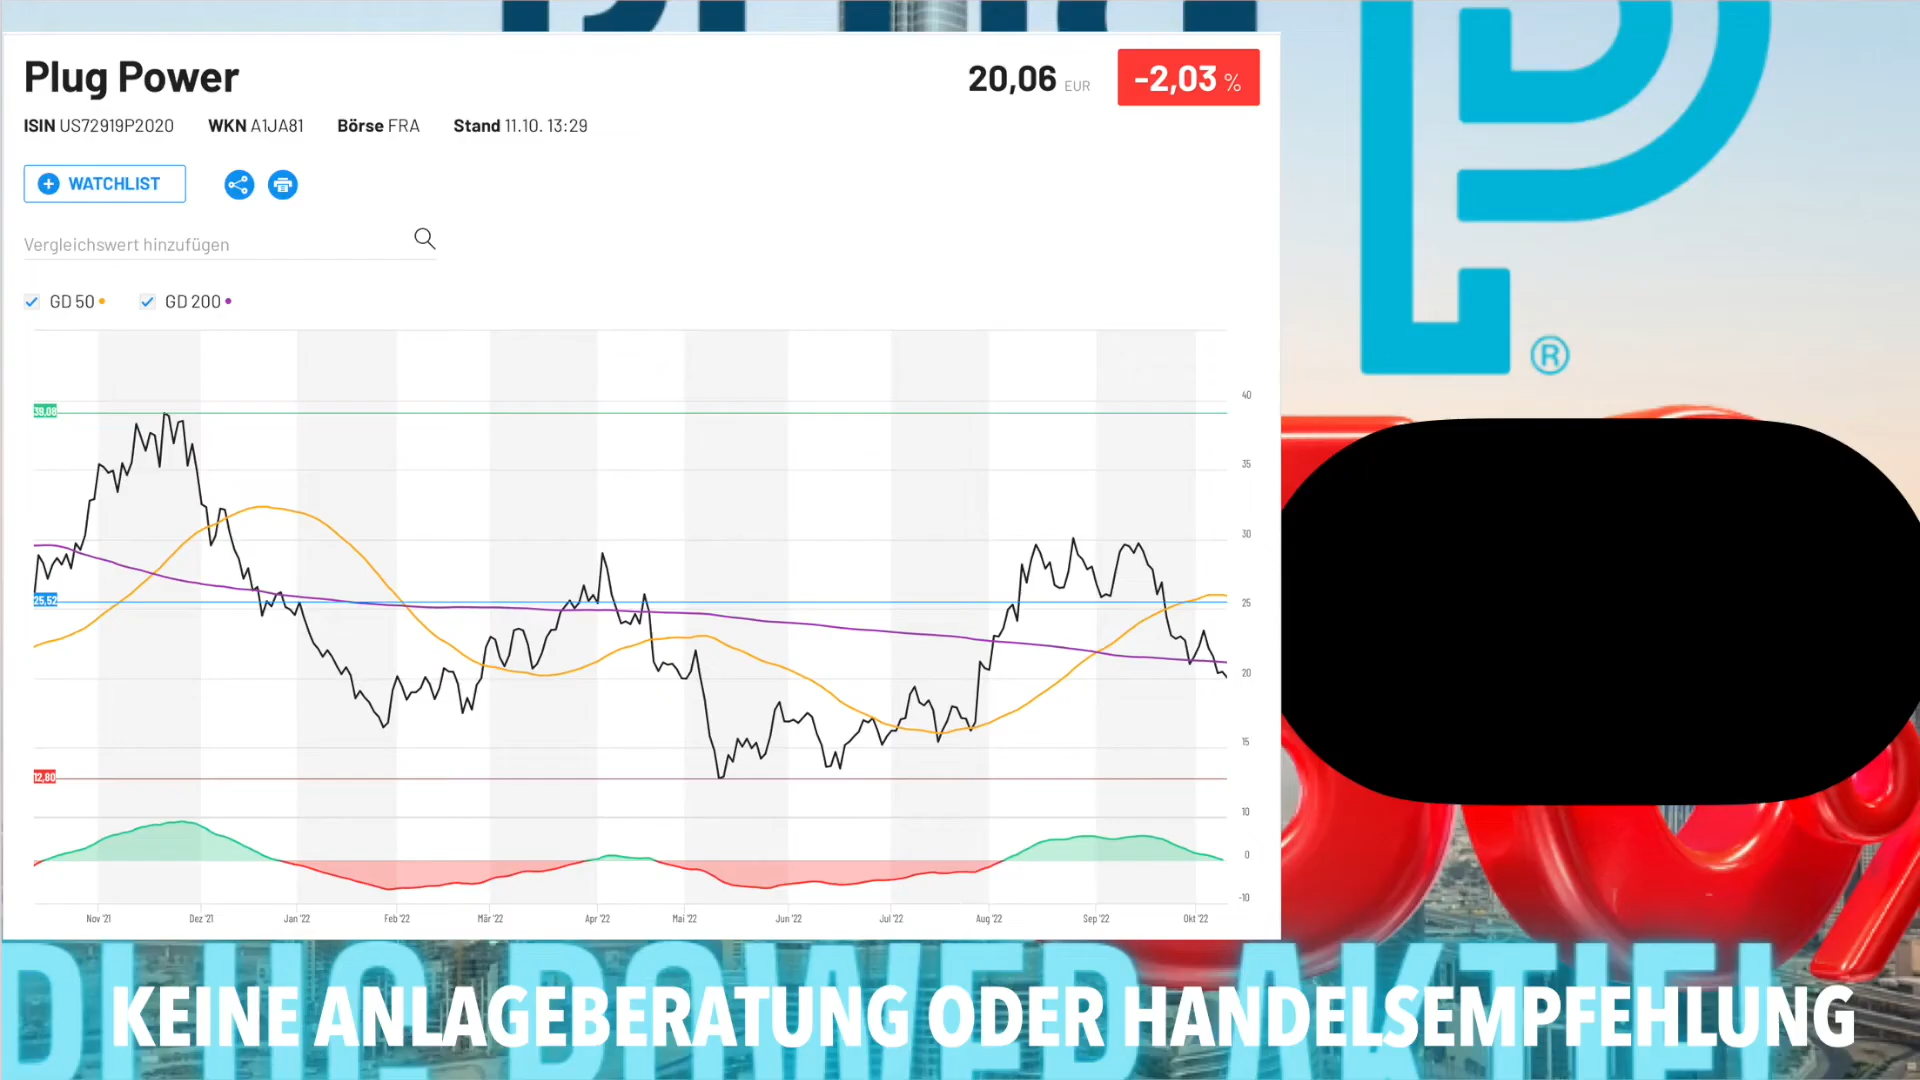 Plug Power
20,06 EUR
-2,03 %
ISIN US72919P2020 WKN A1JA81 Börse FRA Stand 11.10. 13:29
WATCHLIST
Vergleichswert hinzufügen
GD 50 GD 200
40
39,08
35
30
25,52
25
20
15
12,80
10
0
-10
Nov '21 Dez '21 Jan '22 Feb '22 Mär '22 Apr '22 Mai '22 Jun '22 Jul '22 Aug '22 Sep '22 Okt '22
®
PLUG POWER AKTIE!
KEINE ANLAGEBERATUNG ODER HANDELSEMPFEHLUNG